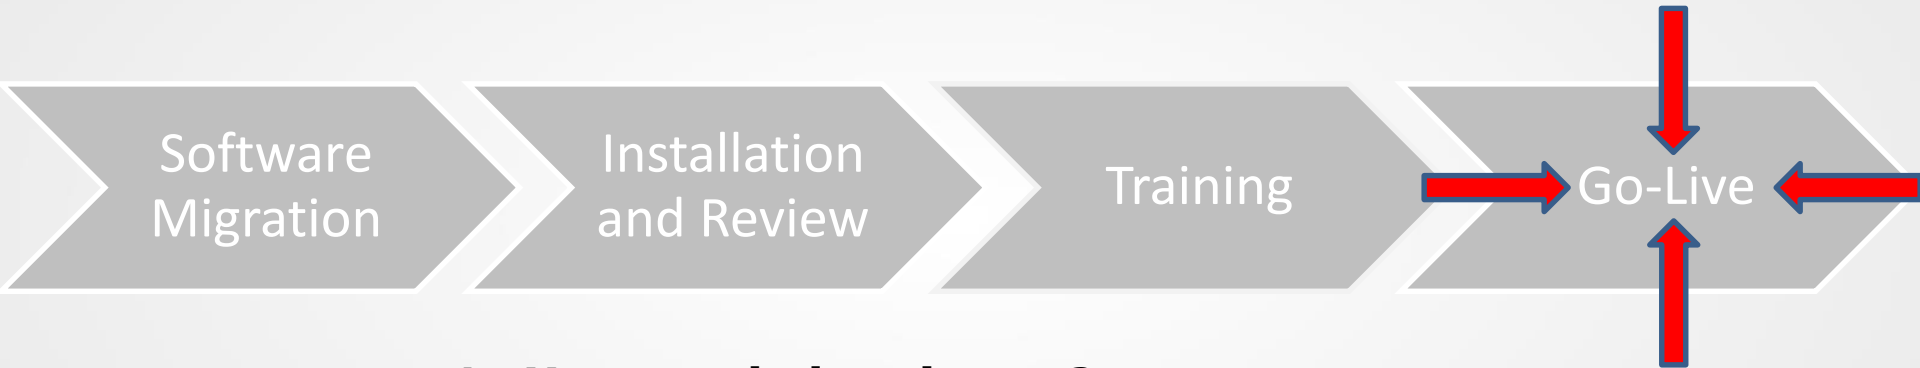 Software
Migration
Installation
and Review
Training
Go-Live